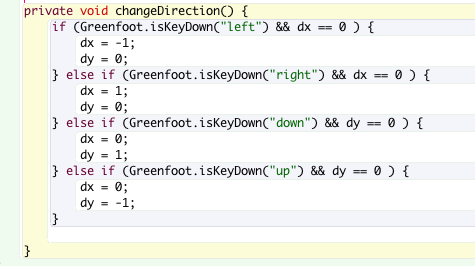 private void changeDirection() {
if (Greenfoot.isKeyDown("left") && dx == 0 ) {
dx = -1;
dy = 0;
} else if (Greenfoot.isKeyDown("right") && dx == 0 ) {
dx = 1;
dy = 0;
} else if (Greenfoot.isKeyDown("down") && dy == 0 ) {
dx = 0;
dy = 1;
} else if (Greenfoot.isKeyDown("up") && dy == 0 ) {
dx = 0;
dy = -1;
}
}